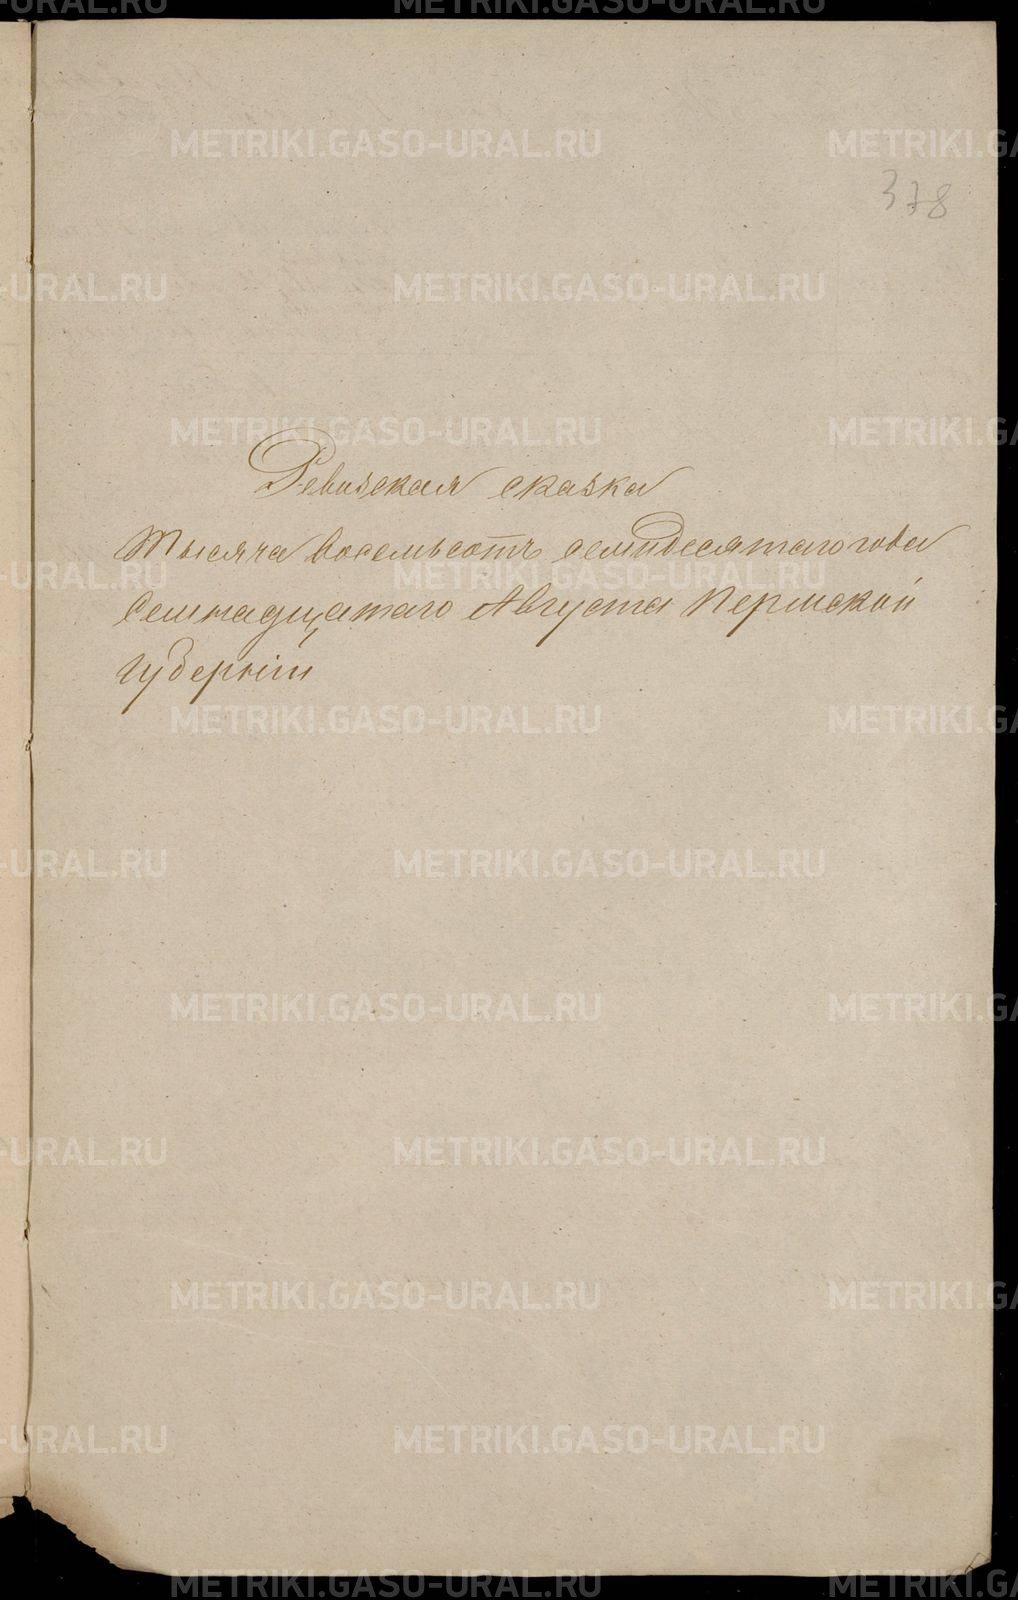 378
Ревизская сказка
Тысяча восемьсотъ семидесятаго года
Семнадцатаго Августа Пермской
губернiи